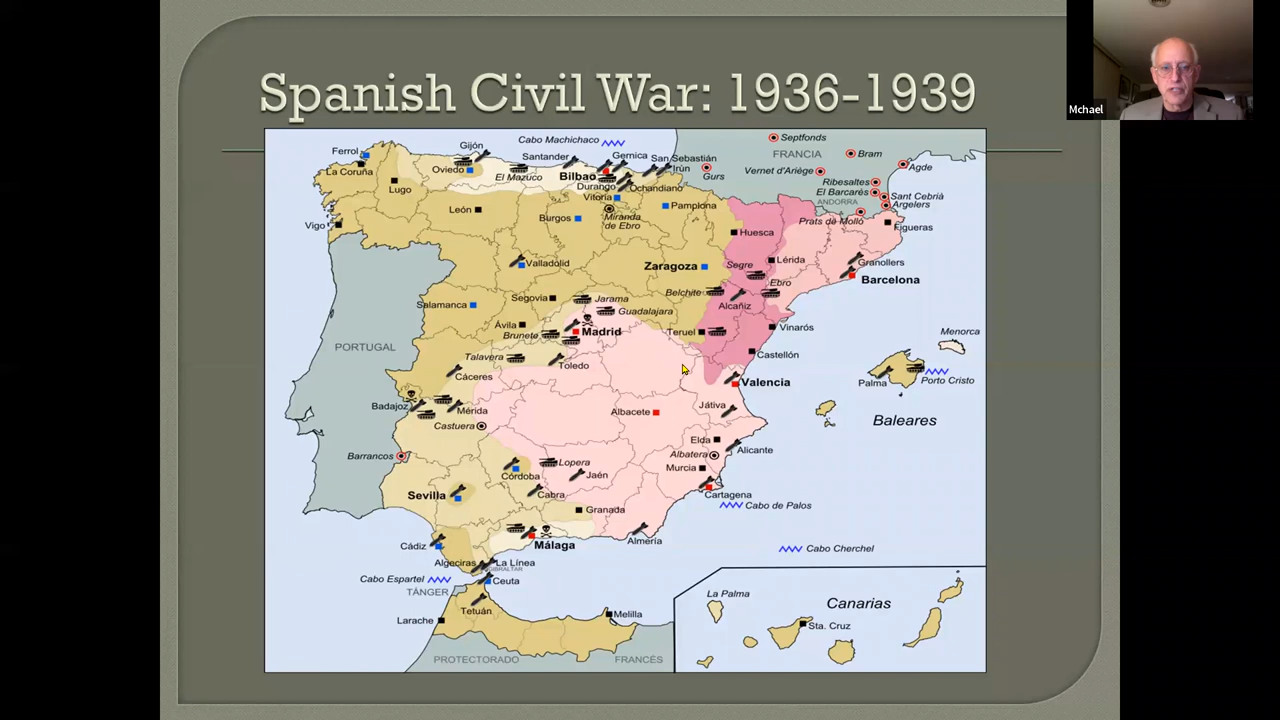 Spanish Civil War: 1936-1939
Mchael
Cabo Machichaco
Septfonds
FRANCIA
Bram
Agde
Vernet d'Ariège
Ribesaltes
El Barcarés
Sant Cebrià
Argelers
ANDORRA
Prats de Molló
Figueras
Gurs
Ferrol
La Coruña
Lugo
Vigo
Gijón
Oviedo
El Mazuco
Santander
Bilbao
Gernica
San Sebastián
Irún
Durango
Ochandiano
Vitoria
Miranda
de Ebro
Pamplona
León
Burgos
Huesca
Lérida
Granollers
Barcelona
Valladolid
Zaragoza
Segre
Ebro
Belchite
Alcañiz
Salamanca
Segovia
Jarama
Guadalajara
Ávila
Brunete
Madrid
Teruel
Vinarós
Castellón
PORTUGAL
Talavera
Toledo
Cáceres
Valencia
Menorca
Palma
Porto Cristo
Baleares
Badajoz
Mérida
Castuera
Albacete
Játiva
Elda
Alicante
Albatera
Murcia
Barrancos
Córdoba
Lopera
Jaén
Cartagena
Cabo de Palos
Sevilla
Cabra
Granada
Málaga
Almería
Cádiz
Algeciras
La Línea
GIBRALTAR
Cabo Cherchel
Cabo Espartel
Ceuta
TÁNGER
Tetuán
Larache
Melilla
PROTECTORADO
FRANCÉS
La Palma
Canarias
Sta. Cruz